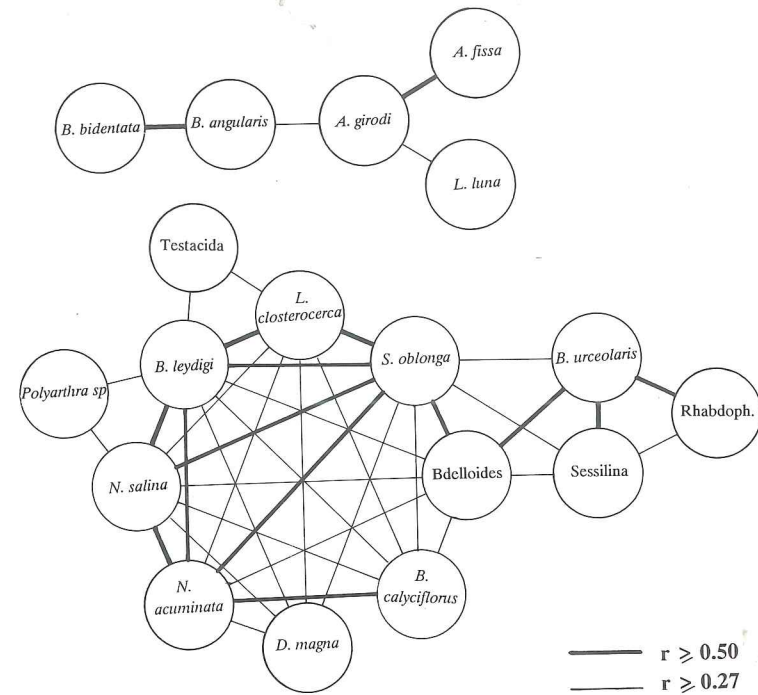 A. fissa
B. bidentata
B. angularis
A. girodi
L. luna
Testacida
L.
closterocerca
B. leydigi
S. oblonga
B. urceolaris
Polyarthra sp
Rhabdoph.
N. salina
Bdelloides
Sessilina
N.
acuminata
B.
calyciflorus
D. magna
r ⩾ 0.50
r ⩾ 0.27